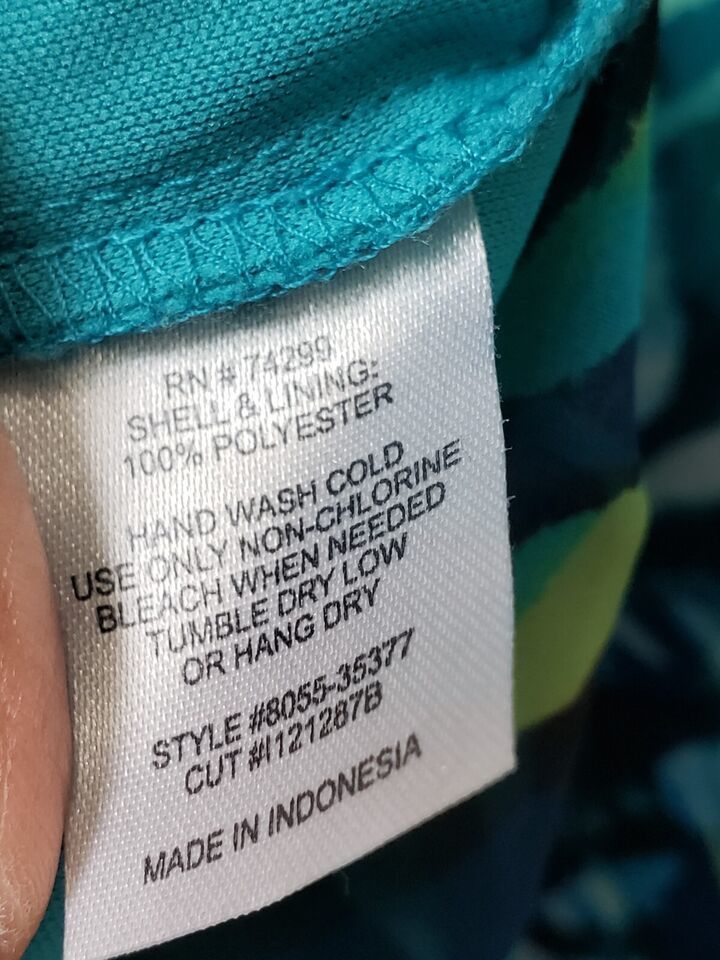 RN # 74299
SHELL & LINING:
100% POLYESTER
HAND WASH COLD
USE ONLY NON-CHLORINE
BLEACH WHEN NEEDED
TUMBLE DRY LOW
OR HANG DRY
STYLE #8055-35377
CUT #I121287B
MADE IN INDONESIA